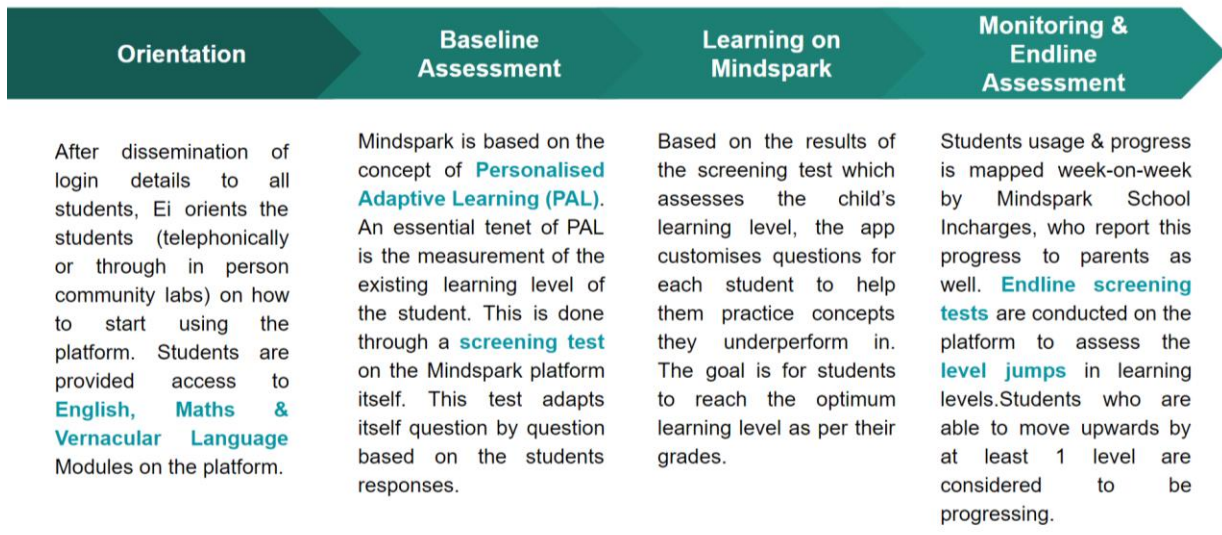 Orientation
Baseline
Assessment
Learning on
Mindspark
Monitoring &
Endline
Assessment
After dissemination of
login details to all
students, Ei orients the
students (telephonically
or through in person
community labs) on how
to start using the
platform. Students are
provided access to
English, Maths &
Vernacular Language
Modules on the platform.
Mindspark is based on the
concept of Personalised
Adaptive Learning (PAL).
An essential tenet of PAL
is the measurement of the
existing learning level of
the student. This is done
through a screening test
on the Mindspark platform
itself. This test adapts
itself question by question
based on the students
responses.
Based on the results of
the screening test which
assesses the child's
learning level, the app
customises questions for
each student to help
them practice concepts
they underperform in.
The goal is for students
to reach the optimum
learning level as per their
grades.
Students usage & progress
is mapped week-on-week
by Mindspark School
Incharges, who report this
progress to parents as
well. Endline screening
tests are conducted on the
platform to assess the
level jumps in learning
levels.Students who are
able to move upwards by
at least 1 level are
considered to be
progressing.